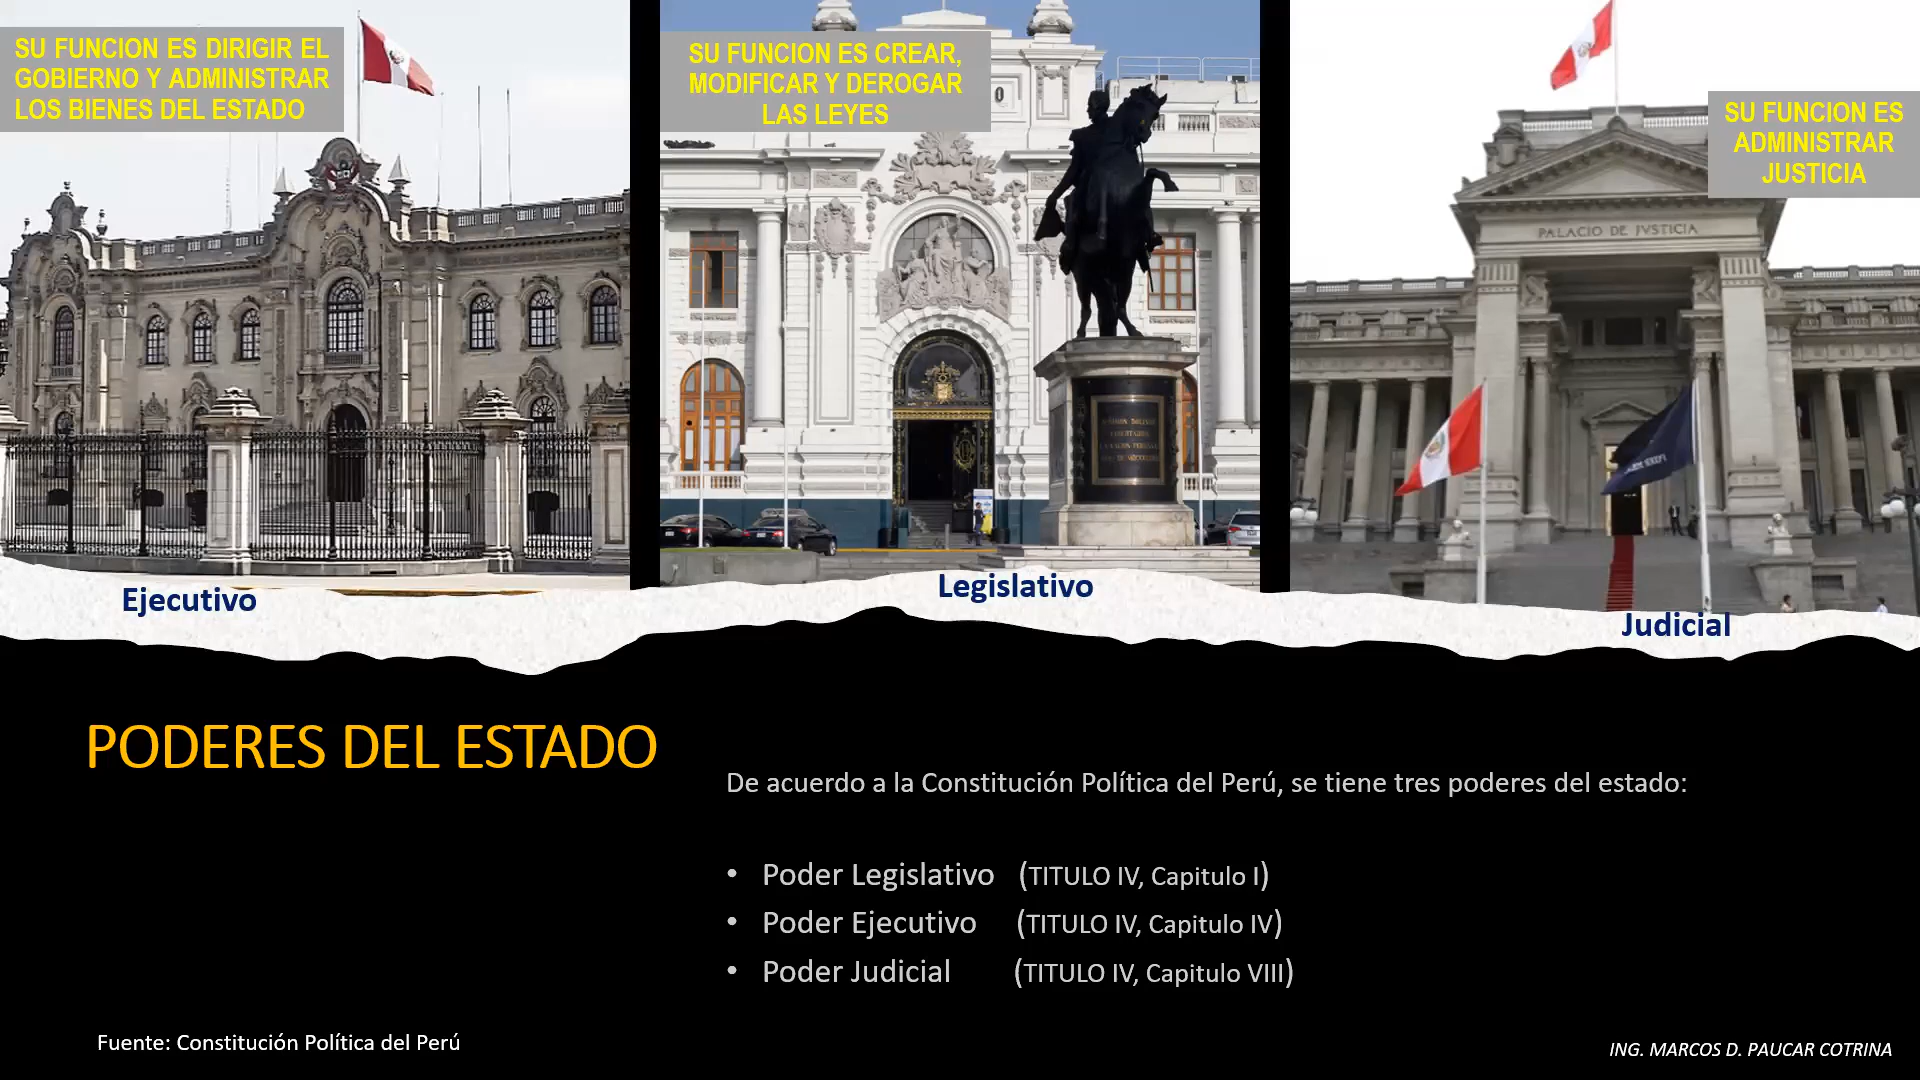 SU FUNCION ES DIRIGIR EL
GOBIERNO Y ADMINISTRAR
LOS BIENES DEL ESTADO
SU FUNCION ES CREAR,
MODIFICAR Y DEROGAR
LAS LEYES
SU FUNCION ES
ADMINISTRAR
JUSTICIA
PALACIO DE JVSTICIA
Ejecutivo
Legislativo
Judicial
PODERES DEL ESTADO
De acuerdo a la Constitución Política del Perú, se tiene tres poderes del estado:
• Poder Legislativo (TITULO IV, Capitulo I)
• Poder Ejecutivo (TITULO IV, Capitulo IV)
• Poder Judicial (TITULO IV, Capitulo VIII)
Fuente: Constitución Política del Perú
ING. MARCOS D. PAUCAR COTRINA